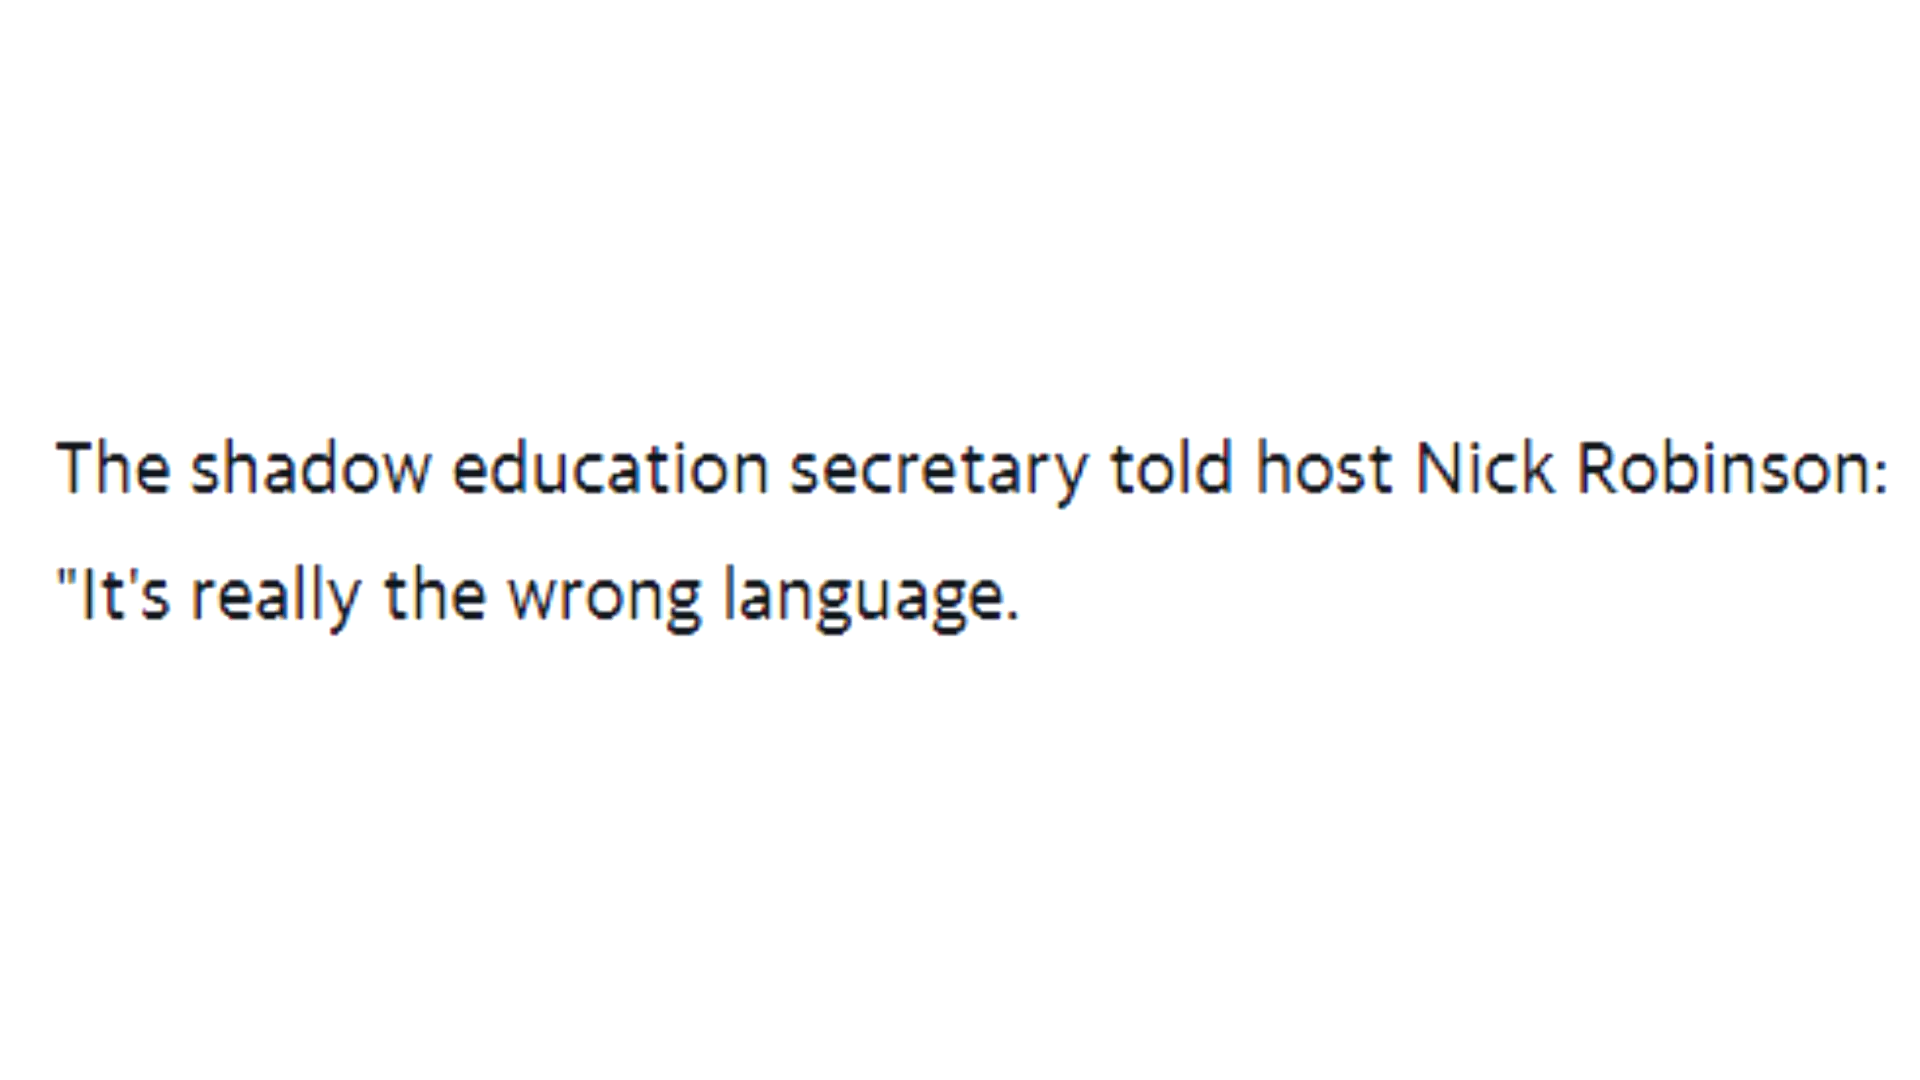 The shadow education secretary told host Nick Robinson:
"It's really the wrong language.